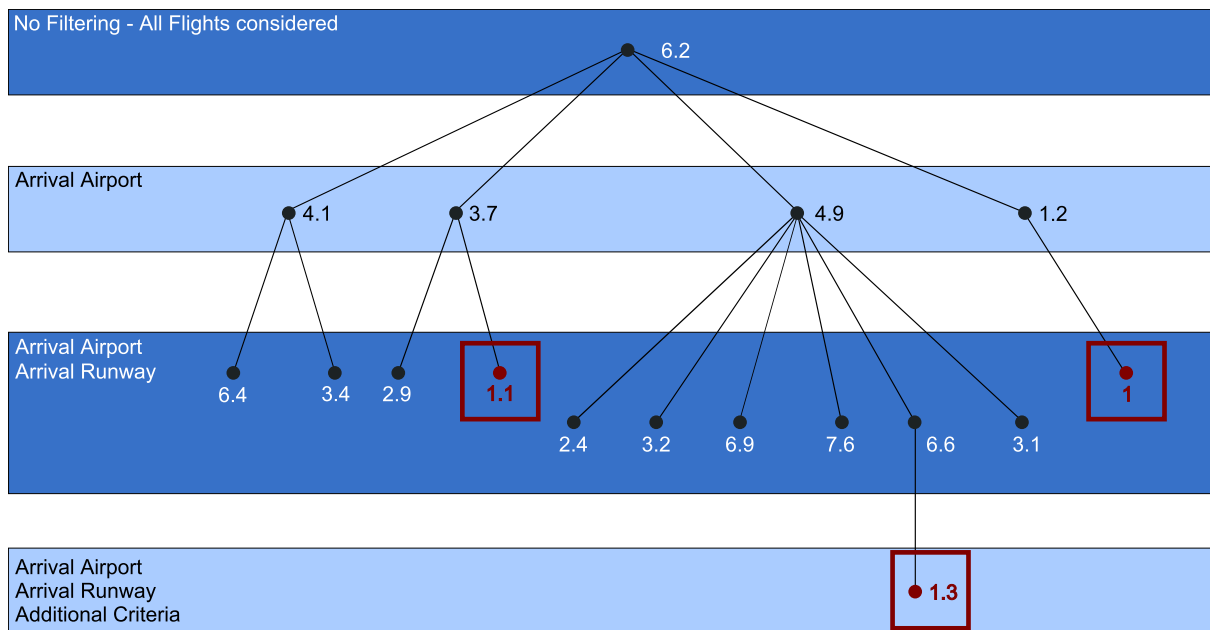 No Filtering - All Flights considered
6.2
Arrival Airport
4.1
3.7
4.9
1.2
Arrival Airport
Arrival Runway
6.4
3.4
2.9
1.1
1
2.4
3.2
6.9
7.6
6.6
3.1
Arrival Airport
Arrival Runway
Additional Criteria
1.3